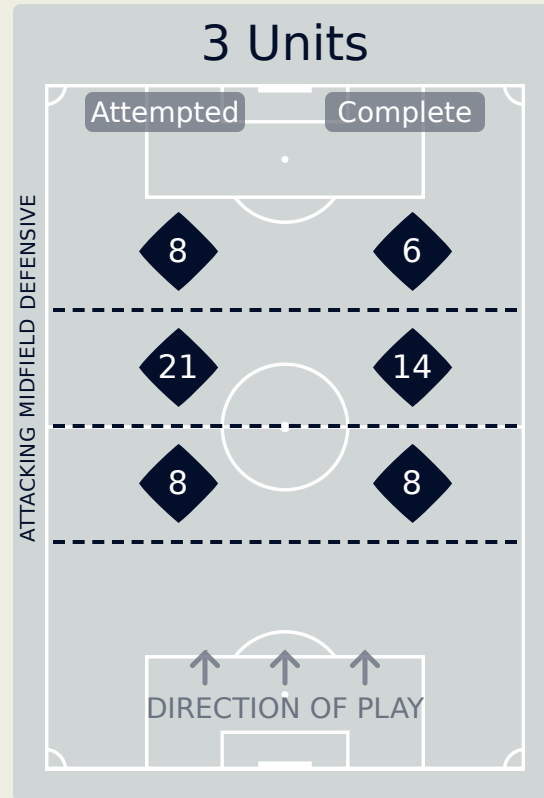 3 Units
Attempted Complete
ATTACKING MIDFIELD DEFENSIVE
8 6
21 14
8 8
DIRECTION OF PLAY